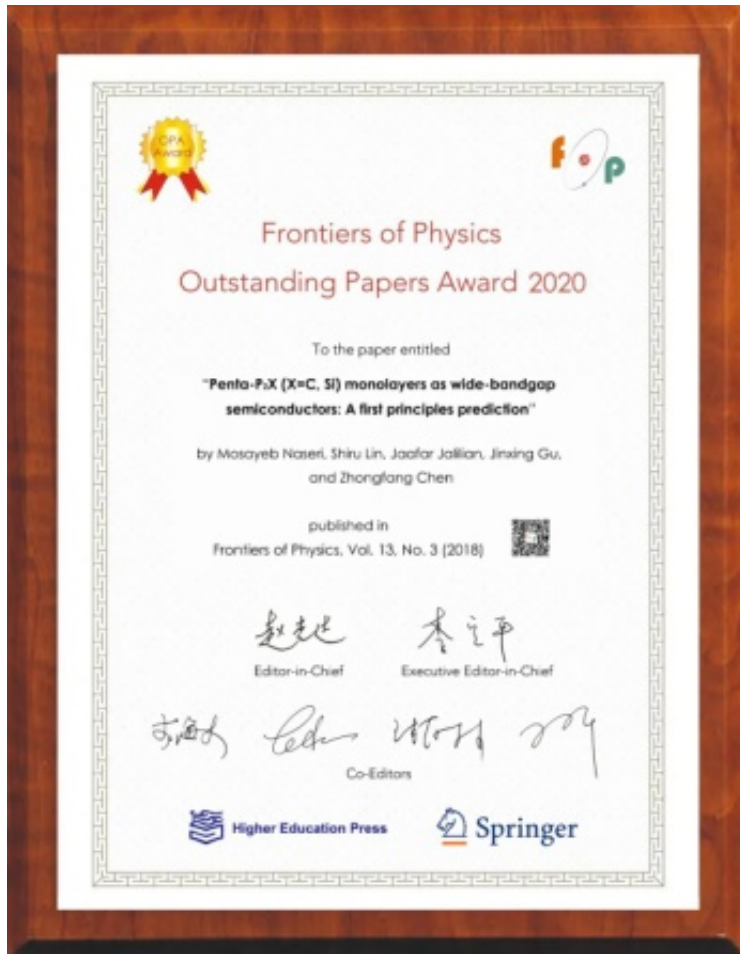 OPA
Award
fop
Frontiers of Physics
Outstanding Papers Award 2020
To the paper entitled
"Penta-P₂X (X=C, Si) monolayers as wide-bandgap
semiconductors: A first principles prediction"
by Mosayeb Naseri, Shiru Lin, Jaafar Jalilian, Jinxing Gu,
and Zhongfang Chen
published in
Frontiers of Physics, Vol. 13, No. 3 (2018)
Editor-in-Chief
Executive Editor-in-Chief
Co-Editors
Higher Education Press
Springer